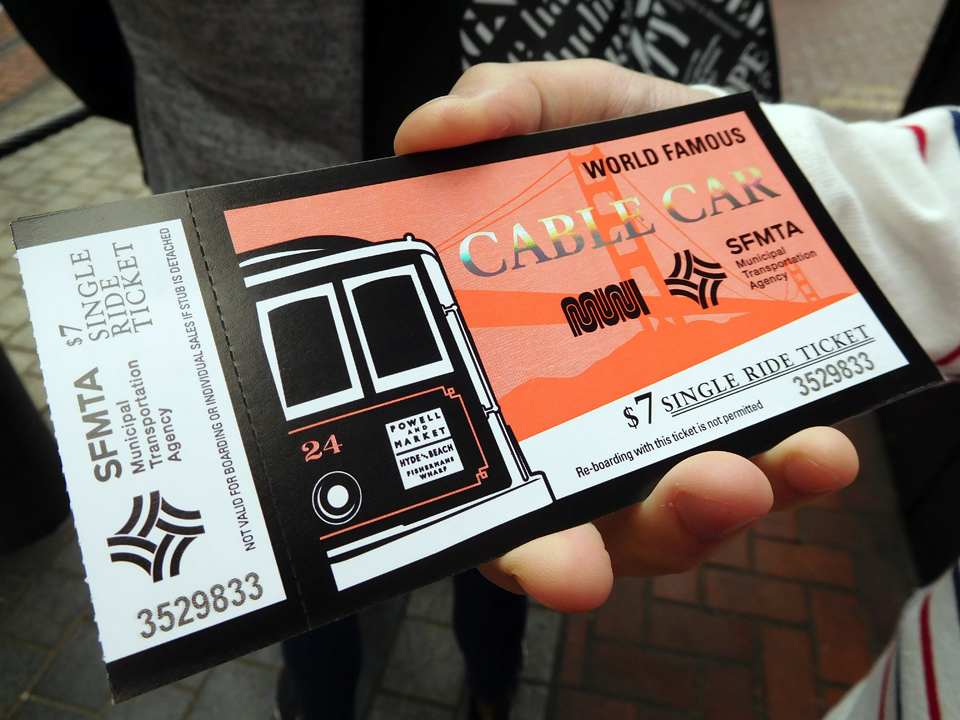 $7
SINGLE
RIDE
TICKET
SFMTA
Municipal
Transportation
Agency
NOT VALID FOR BOARDING OR INDIVIDUAL SALES IF STUB IS DETACHED
3529833
WORLD FAMOUS
CABLE CAR
MUNI
SFMTA
Municipal
Transportation
Agency
24
POWELL
AND
MARKET
HYDE AND BEACH
FISHERMANS
WHARF
$7 SINGLE RIDE TICKET
3529833
Re-boarding with this ticket is not permitted